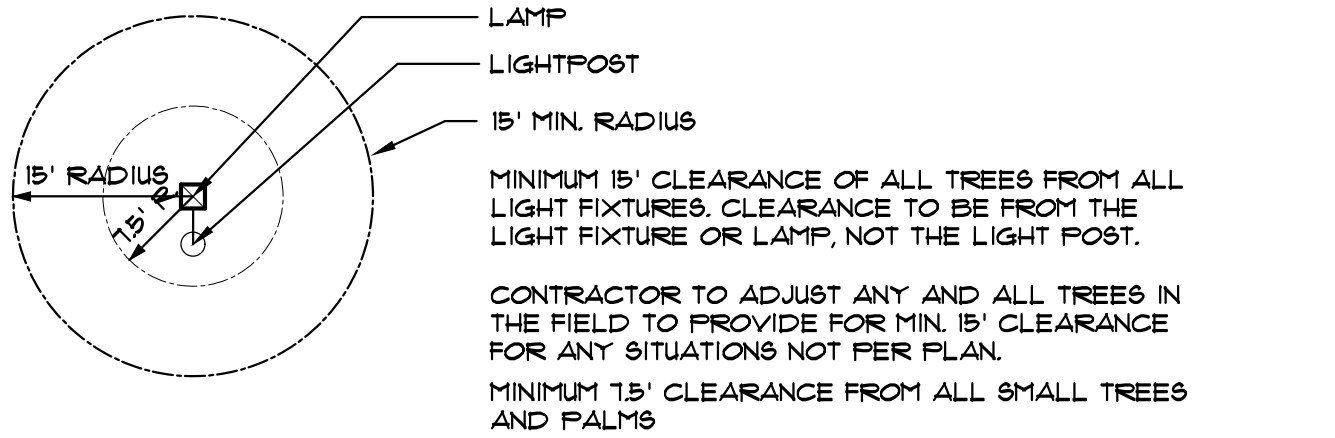 LAMP
LIGHTPOST
15' MIN. RADIUS
15' RADIUS
7.5' R
MINIMUM 15' CLEARANCE OF ALL TREES FROM ALL
LIGHT FIXTURES. CLEARANCE TO BE FROM THE
LIGHT FIXTURE OR LAMP, NOT THE LIGHT POST.
CONTRACTOR TO ADJUST ANY AND ALL TREES IN
THE FIELD TO PROVIDE FOR MIN. 15' CLEARANCE
FOR ANY SITUATIONS NOT PER PLAN.
MINIMUM 7.5' CLEARANCE FROM ALL SMALL TREES
AND PALMS